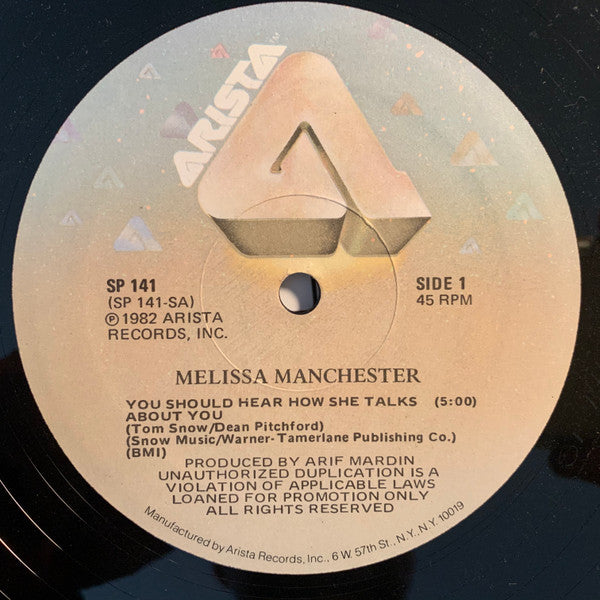 ARISTA
SP 141
(SP 141-SA)
Ⓟ1982 ARISTA
RECORDS, INC.
SIDE 1
45 RPM
MELISSA MANCHESTER
YOU SHOULD HEAR HOW SHE TALKS (5:00)
ABOUT YOU
(Tom Snow/Dean Pitchford)
(Snow Music/Warner-Tamerlane Publishing Co.)
(BMI)
PRODUCED BY ARIF MARDIN
UNAUTHORIZED DUPLICATION IS A
VIOLATION OF APPLICABLE LAWS
LOANED FOR PROMOTION ONLY
ALL RIGHTS RESERVED
Manufactured by Arista Records, Inc., 6 W. 57th St., N.Y., N.Y. 10019